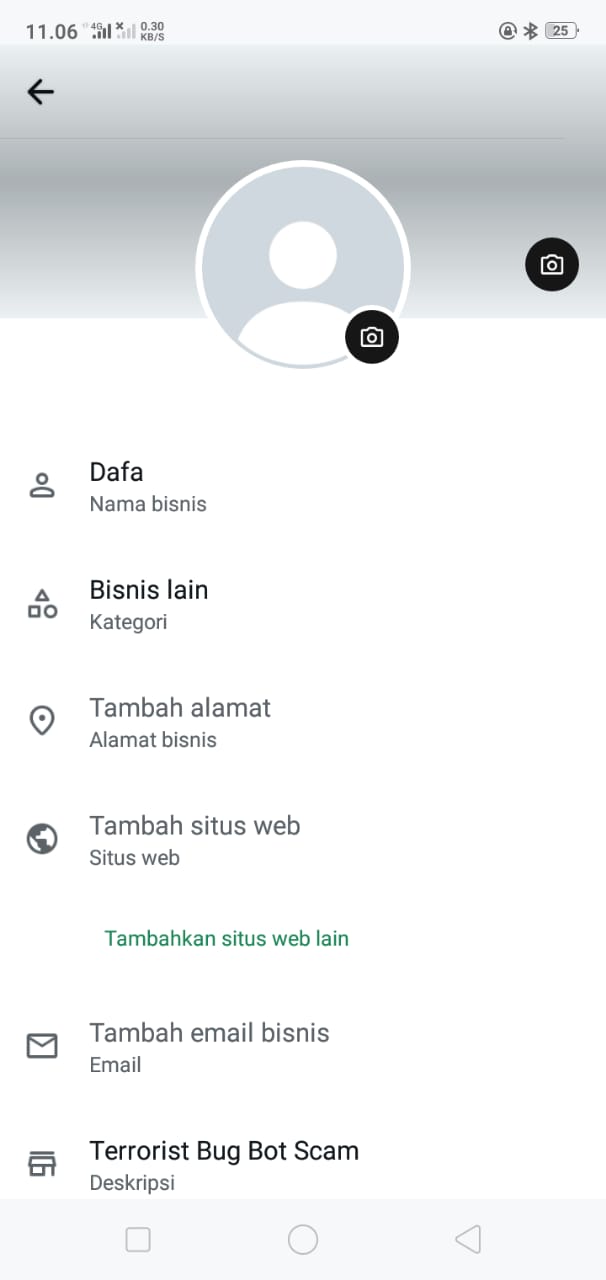 11.06 4G 0.30
KB/S
25
Dafa
Nama bisnis
Bisnis lain
Kategori
Tambah alamat
Alamat bisnis
Tambah situs web
Situs web
Tambahkan situs web lain
Tambah email bisnis
Email
Terrorist Bug Bot Scam
Deskripsi